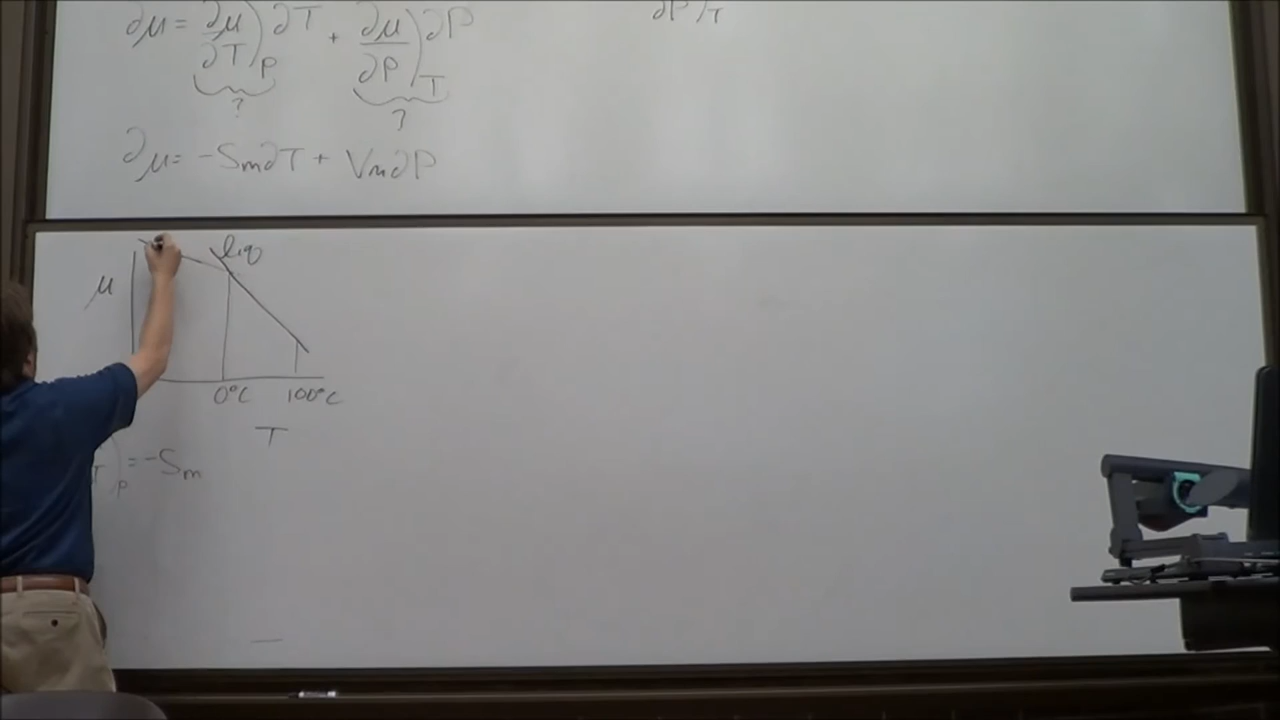 ∂μ = ∂μ/∂T)P ∂T + ∂μ/∂P)T ∂P
∂P)T
? ?
∂μ = -Sm∂T + Vm∂P
liq
μ
0°C 100°C
T
T)P = -Sm